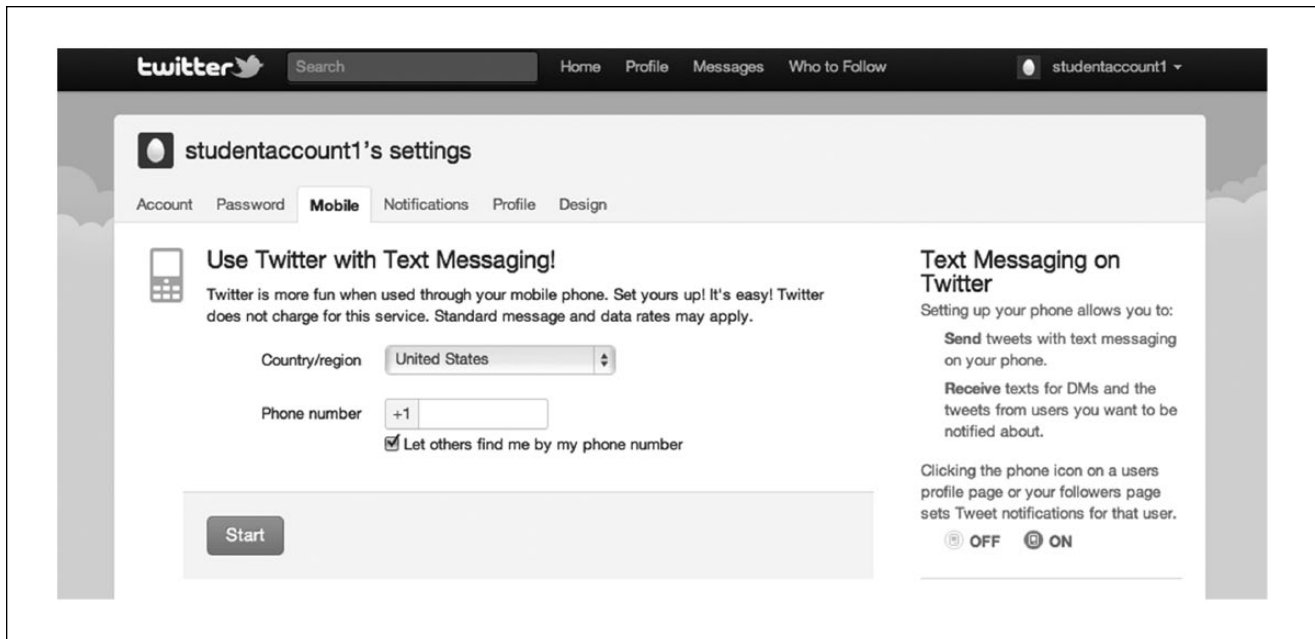 twitter Search Home Profile Messages Who to Follow studentaccount1
studentaccount1's settings
Account Password Mobile Notifications Profile Design
Use Twitter with Text Messaging!
Twitter is more fun when used through your mobile phone. Set yours up! It's easy! Twitter
does not charge for this service. Standard message and data rates may apply.
Country/region United States
Phone number +1
Let others find me by my phone number
Start
Text Messaging on
Twitter
Setting up your phone allows you to:
Send tweets with text messaging
on your phone.
Receive texts for DMs and the
tweets from users you want to be
notified about.
Clicking the phone icon on a users
profile page or your followers page
sets Tweet notifications for that user.
OFF ON